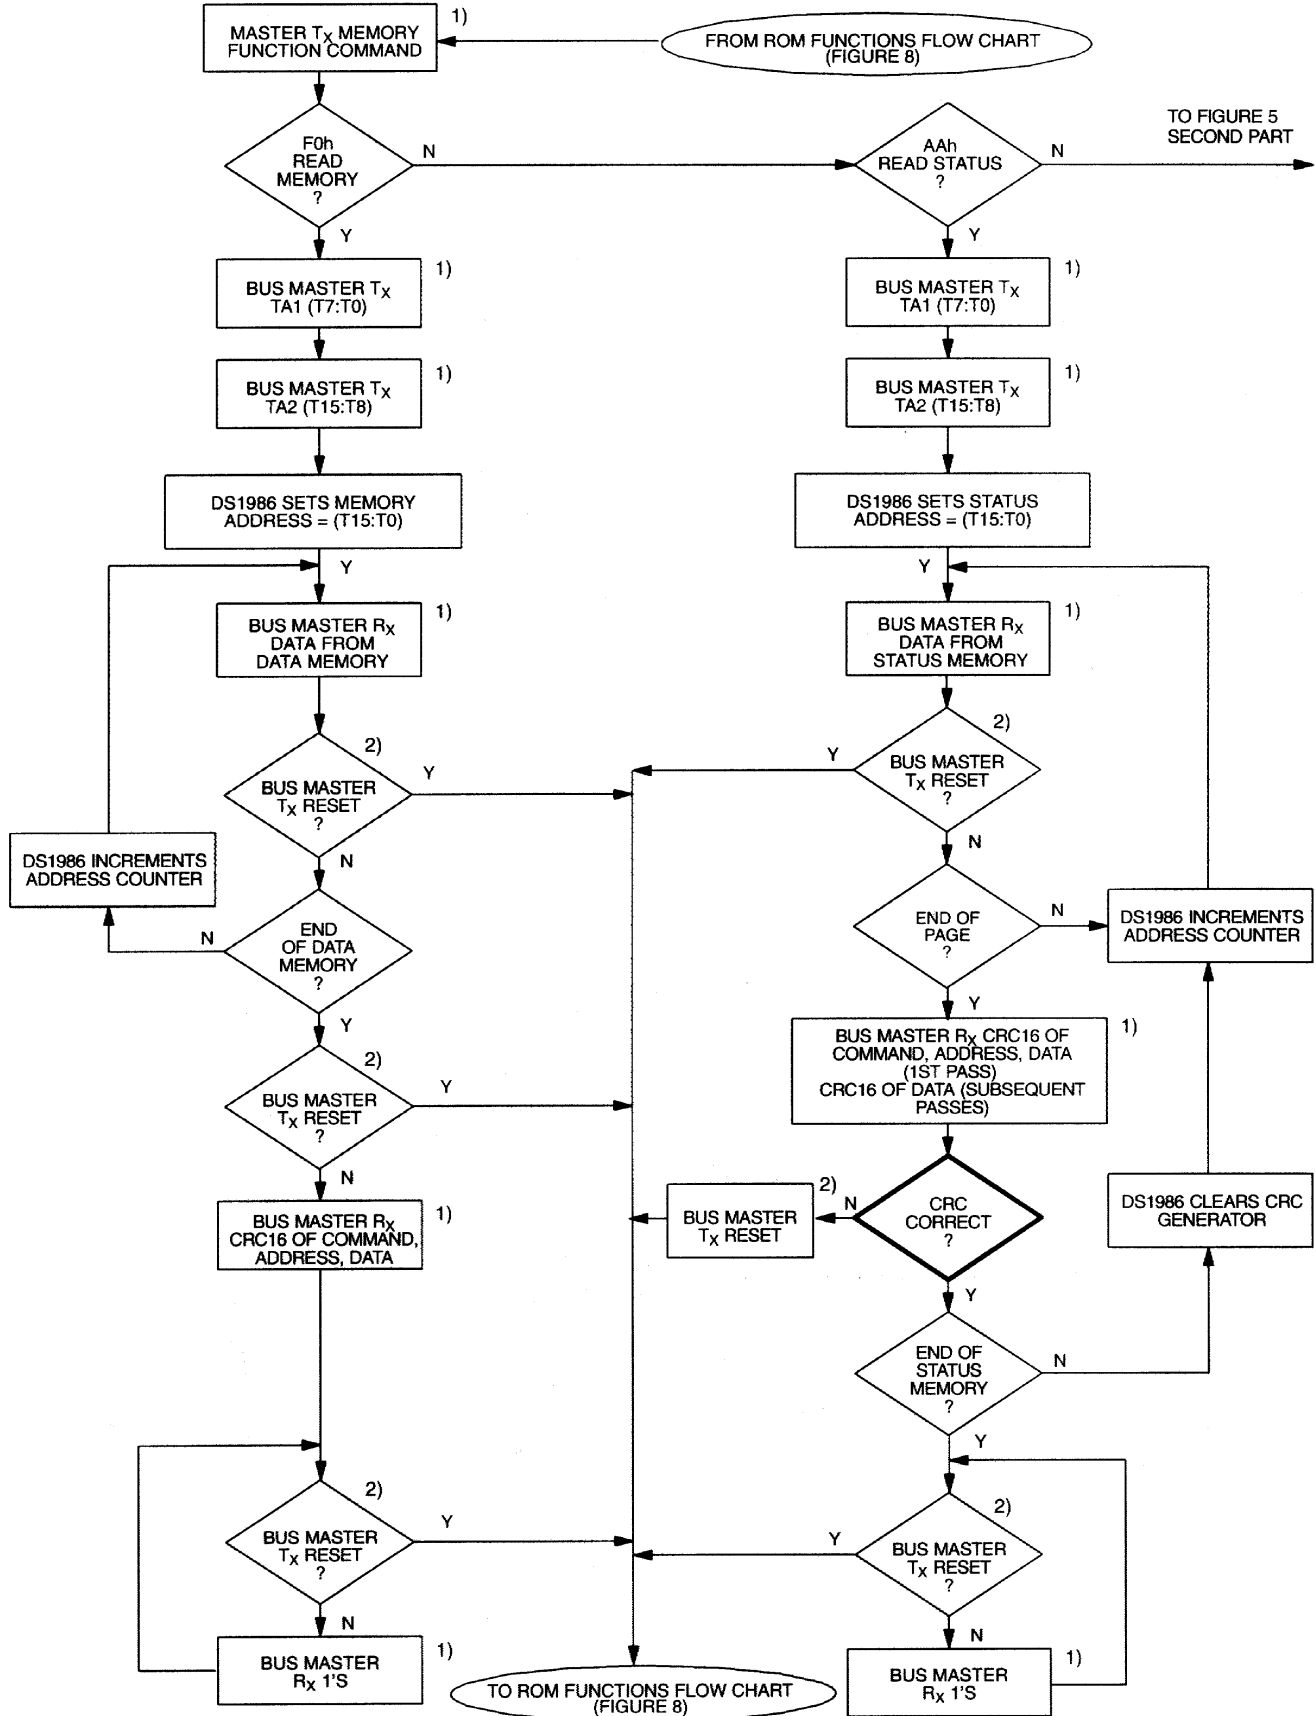 MASTER TX MEMORY
FUNCTION COMMAND
1)
FROM ROM FUNCTIONS FLOW CHART
(FIGURE 8)
F0h
READ
MEMORY
?
N
Y
AAh
READ STATUS
?
N
Y
TO FIGURE 5
SECOND PART
BUS MASTER TX
TA1 (T7:T0)
1)
BUS MASTER TX
TA1 (T7:T0)
1)
BUS MASTER TX
TA2 (T15:T8)
1)
BUS MASTER TX
TA2 (T15:T8)
1)
DS1986 SETS MEMORY
ADDRESS = (T15:T0)
Y
DS1986 SETS STATUS
ADDRESS = (T15:T0)
Y
BUS MASTER RX
DATA FROM
DATA MEMORY
1)
BUS MASTER RX
DATA FROM
STATUS MEMORY
1)
BUS MASTER
TX RESET
?
2)
Y
N
BUS MASTER
TX RESET
?
2)
Y
N
DS1986 INCREMENTS
ADDRESS COUNTER
END
OF DATA
MEMORY
?
N
Y
END OF
PAGE
?
N
Y
DS1986 INCREMENTS
ADDRESS COUNTER
BUS MASTER
TX RESET
?
2)
Y
N
BUS MASTER RX CRC16 OF
COMMAND, ADDRESS, DATA
(1ST PASS)
CRC16 OF DATA (SUBSEQUENT
PASSES)
1)
BUS MASTER RX
CRC16 OF COMMAND,
ADDRESS, DATA
1)
BUS MASTER
TX RESET
2)
N
CRC
CORRECT
?
Y
DS1986 CLEARS CRC
GENERATOR
END OF
STATUS
MEMORY
?
N
Y
BUS MASTER
TX RESET
?
2)
Y
N
BUS MASTER
TX RESET
?
2)
Y
N
BUS MASTER
RX 1'S
1)
TO ROM FUNCTIONS FLOW CHART
(FIGURE 8)
BUS MASTER
RX 1'S
1)